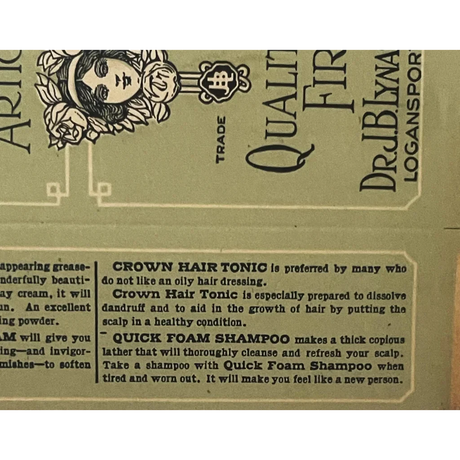 ARTIC
TRADE
QUALIT
FIR
DR.J.B.LYNA
LOGANSPORT
appearing grease-
nderfully beauti-
ay cream, it will
un. An excellent
ing powder.
AM will give you
ing—and invigor-
mishes—to soften
CROWN HAIR TONIC is preferred by many who
do not like an oily hair dressing.
Crown Hair Tonic is especially prepared to dissolve
dandruff and to aid in the growth of hair by putting the
scalp in a healthy condition.
QUICK FOAM SHAMPOO makes a thick copious
lather that will thoroughly cleanse and refresh your scalp.
Take a shampoo with Quick Foam Shampoo when
tired and worn out. It will make you feel like a new person.